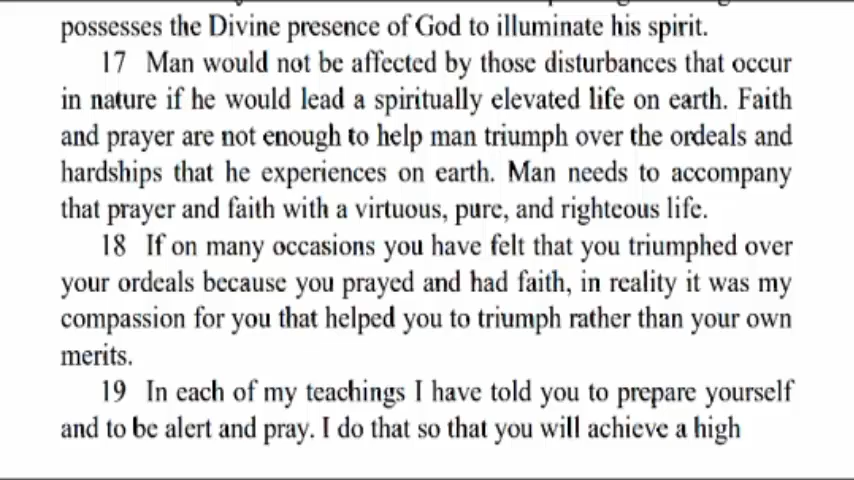 possesses the Divine presence of God to illuminate his spirit.
17 Man would not be affected by those disturbances that occur
in nature if he would lead a spiritually elevated life on earth. Faith
and prayer are not enough to help man triumph over the ordeals and
hardships that he experiences on earth. Man needs to accompany
that prayer and faith with a virtuous, pure, and righteous life.
18 If on many occasions you have felt that you triumphed over
your ordeals because you prayed and had faith, in reality it was my
compassion for you that helped you to triumph rather than your own
merits.
19 In each of my teachings I have told you to prepare yourself
and to be alert and pray. I do that so that you will achieve a high